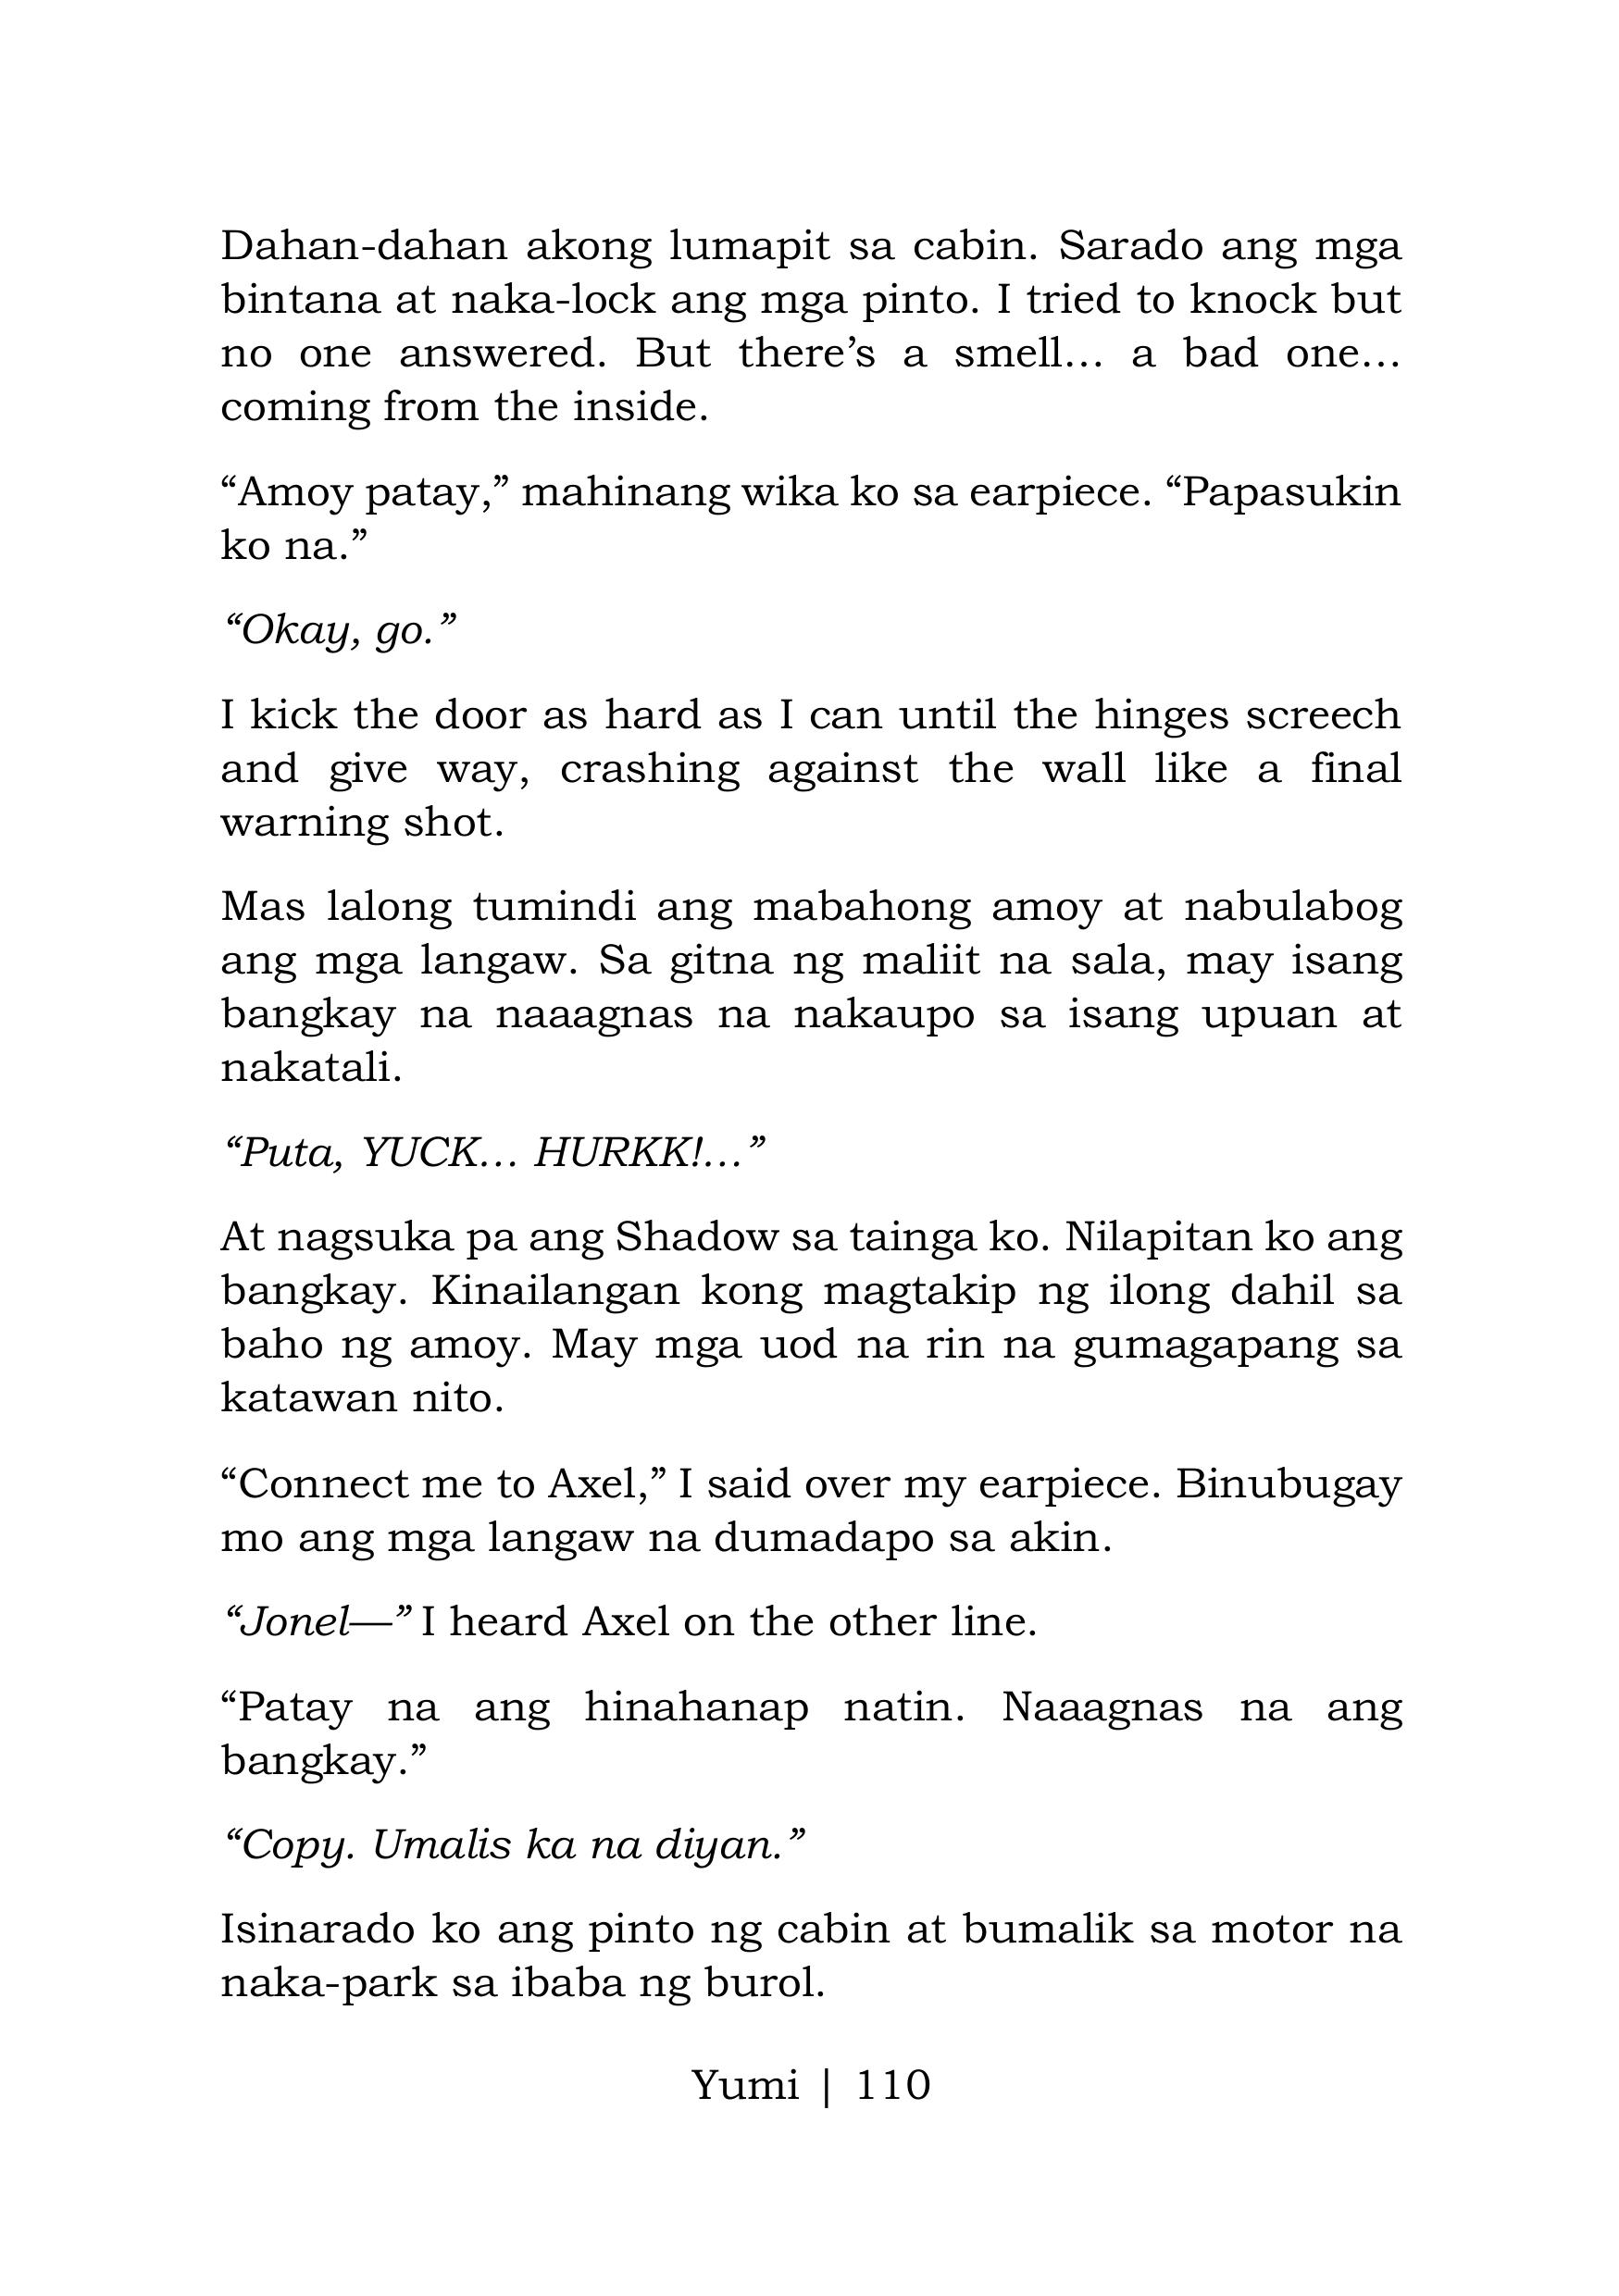 Dahan-dahan akong lumapit sa cabin. Sarado ang mga
bintana at naka-lock ang mga pinto. I tried to knock but
no one answered. But there’s a smell… a bad one…
coming from the inside.
“Amoy patay,” mahinang wika ko sa earpiece. “Papasukin
ko na.”
“Okay, go.”
I kick the door as hard as I can until the hinges screech
and give way, crashing against the wall like a final
warning shot.
Mas lalong tumindi ang mabahong amoy at nabulabog
ang mga langaw. Sa gitna ng maliit na sala, may isang
bangkay na naaagnas na nakaupo sa isang upuan at
nakatali.
“Puta, YUCK… HURKK!…”
At nagsuka pa ang Shadow sa tainga ko. Nilapitan ko ang
bangkay. Kinailangan kong magtakip ng ilong dahil sa
baho ng amoy. May mga uod na rin na gumagapang sa
katawan nito.
“Connect me to Axel,” I said over my earpiece. Binubugay
mo ang mga langaw na dumadapo sa akin.
“Jonel—” I heard Axel on the other line.
“Patay na ang hinahanap natin. Naaagnas na ang
bangkay.”
“Copy. Umalis ka na diyan.”
Isinarado ko ang pinto ng cabin at bumalik sa motor na
naka-park sa ibaba ng burol.
Yumi | 110